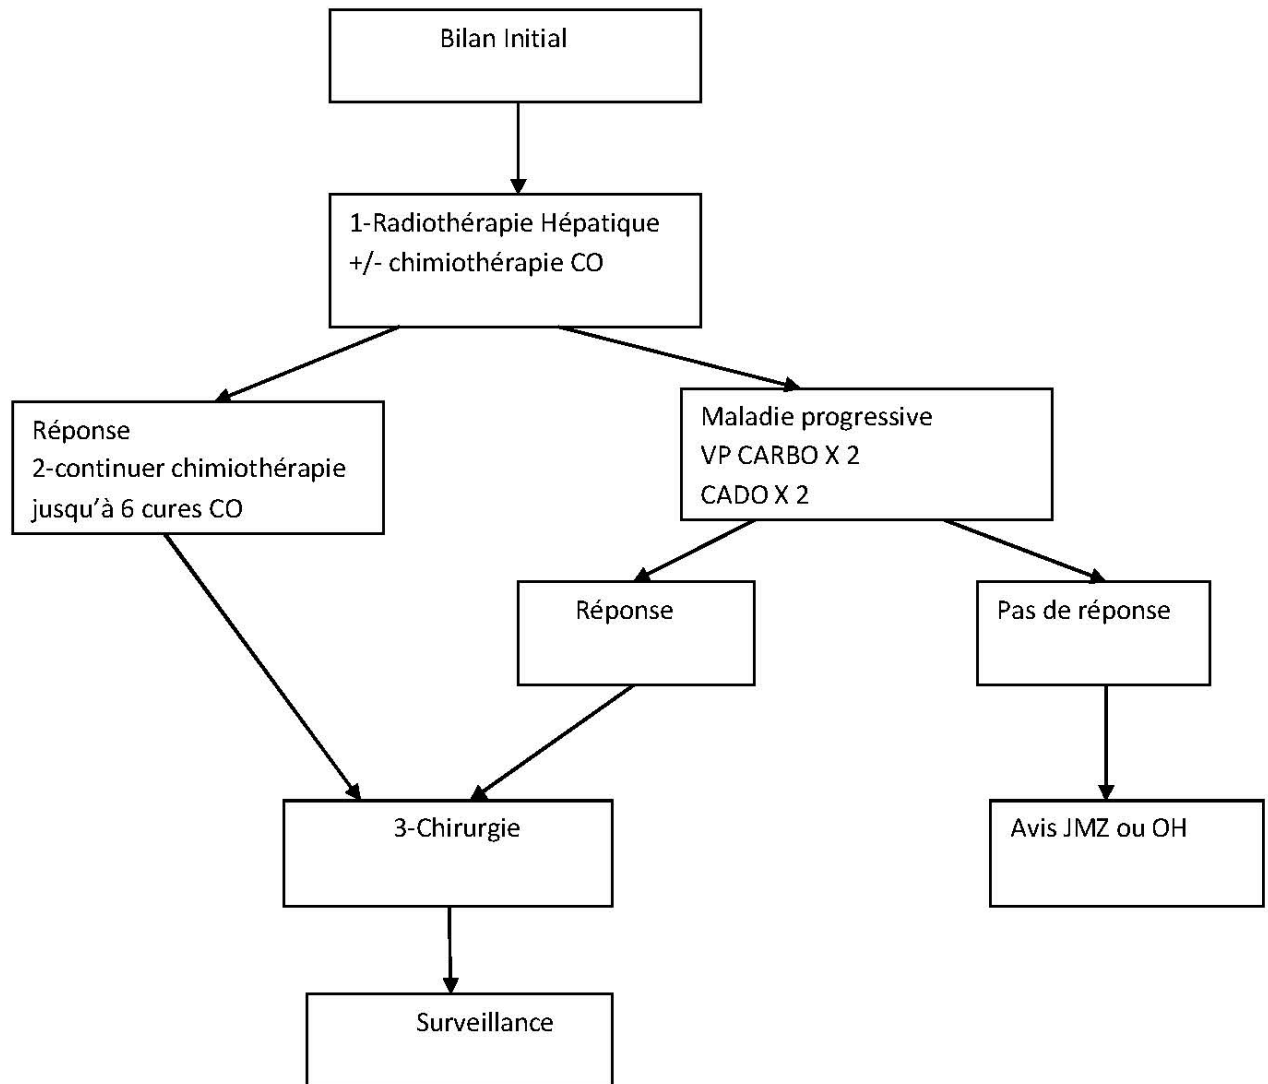 Bilan Initial
1-Radiothérapie Hépatique
+/- chimiothérapie CO
Réponse
2-continuer chimiothérapie
jusqu'à 6 cures CO
Maladie progressive
VP CARBO X 2
CADO X 2
Réponse
Pas de réponse
3-Chirurgie
Avis JMZ ou OH
Surveillance